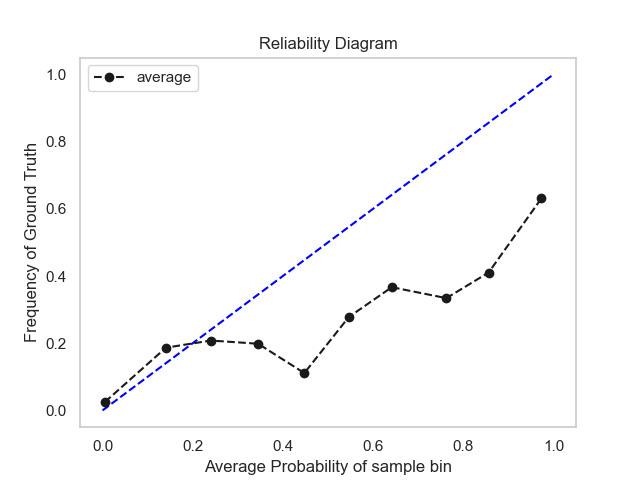 Reliability Diagram
average
1.0
0.8
0.6
0.4
0.2
0.0
Frequency of Ground Truth
0.0 0.2 0.4 0.6 0.8 1.0
Average Probability of sample bin